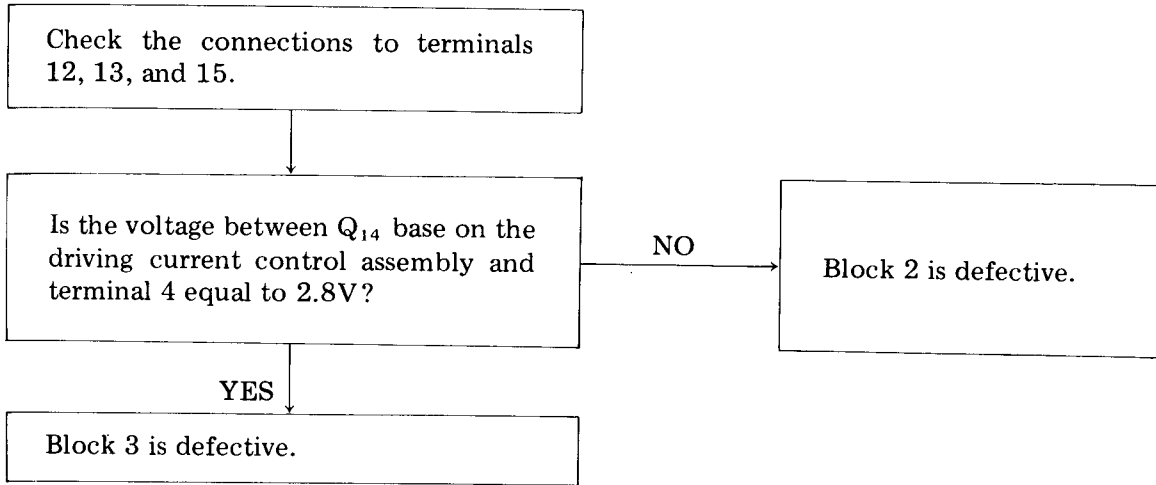 Check the connections to terminals
12, 13, and 15.
Is the voltage between Q₁₄ base on the
driving current control assembly and
terminal 4 equal to 2.8V?
NO
Block 2 is defective.
YES
Block 3 is defective.